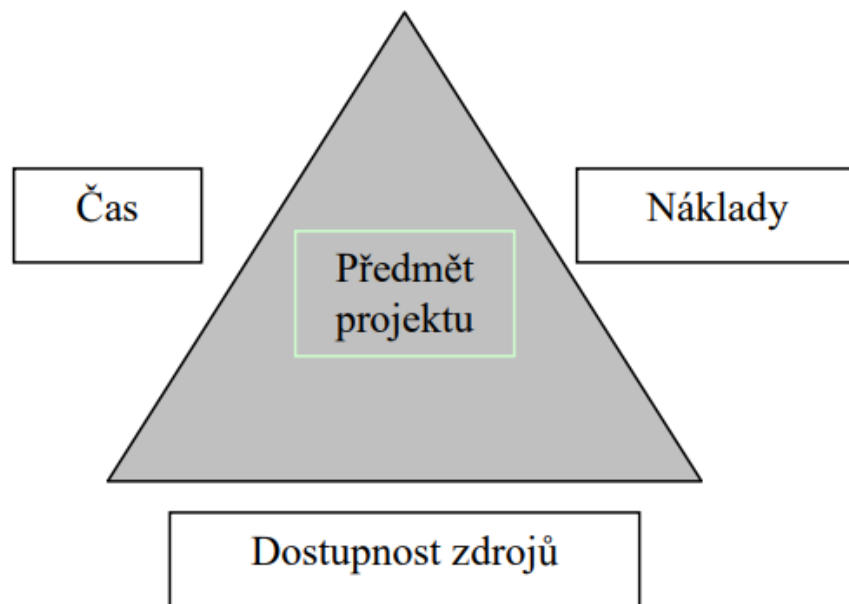 Čas
Náklady
Předmět
projektu
Dostupnost zdrojů